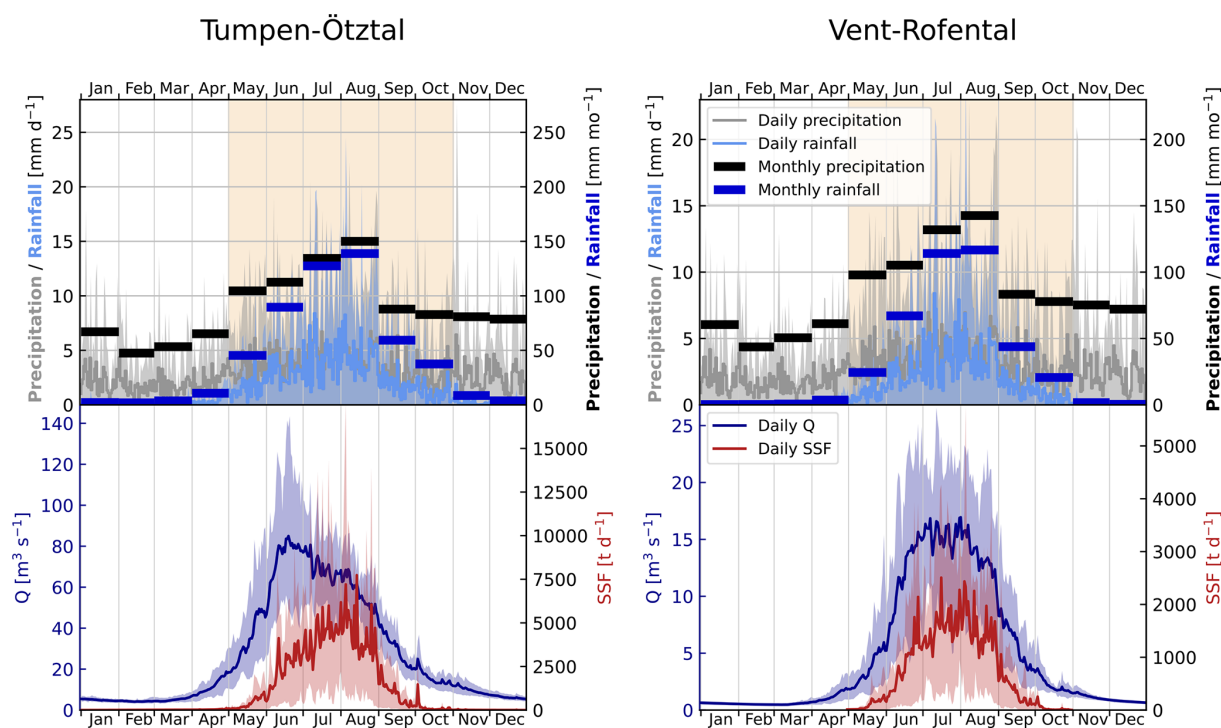 Tumpen-Ötztal
Vent-Rofental
Jan Feb Mar Apr May Jun Jul Aug Sep Oct Nov Dec
Jan Feb Mar Apr May Jun Jul Aug Sep Oct Nov Dec
Precipitation / Rainfall [mm d⁻¹]
25
20
15
10
5
0
250
200
150
100
50
0
Precipitation / Rainfall [mm mo⁻¹]
Precipitation / Rainfall [mm d⁻¹]
20
15
10
5
0
Daily precipitation
Daily rainfall
Monthly precipitation
Monthly rainfall
200
150
100
50
0
Precipitation / Rainfall [mm mo⁻¹]
Q [m³ s⁻¹]
140
120
100
80
60
40
20
0
15000
12500
10000
7500
5000
2500
0
SSF [t d⁻¹]
Q [m³ s⁻¹]
25
20
15
10
5
0
Daily Q
Daily SSF
5000
4000
3000
2000
1000
0
SSF [t d⁻¹]
Jan Feb Mar Apr May Jun Jul Aug Sep Oct Nov Dec
Jan Feb Mar Apr May Jun Jul Aug Sep Oct Nov Dec